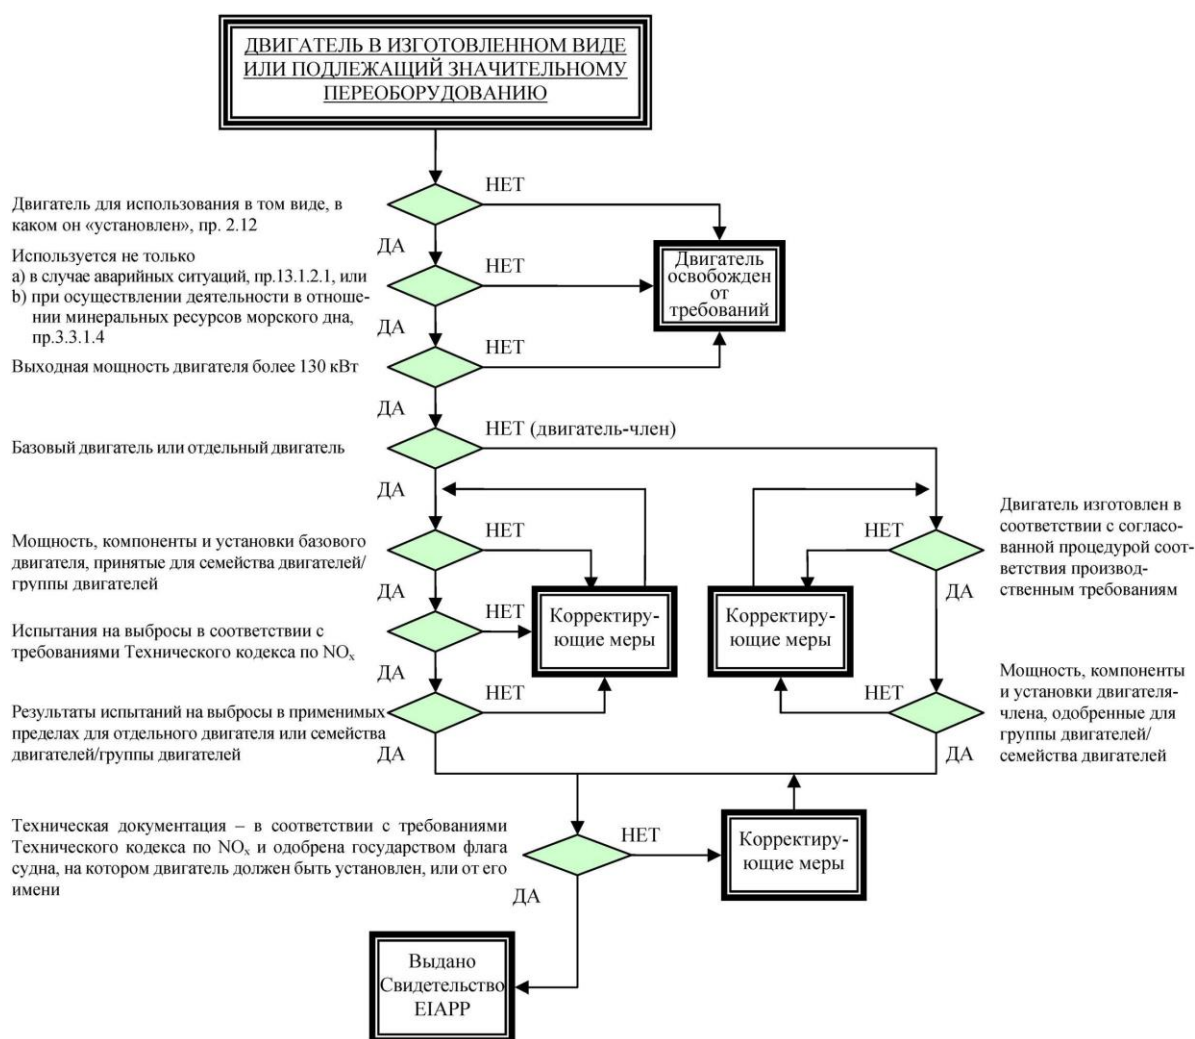 ДВИГАТЕЛЬ В ИЗГОТОВЛЕННОМ ВИДЕ
ИЛИ ПОДЛЕЖАЩИЙ ЗНАЧИТЕЛЬНОМУ
ПЕРЕОБОРУДОВАНИЮ
НЕТ
Двигатель для использования в том виде, в
каком он «установлен», пр. 2.12
ДА
Используется не только
a) в случае аварийных ситуаций, пр.13.1.2.1, или
b) при осуществлении деятельности в отноше-
нии минеральных ресурсов морского дна,
пр.3.3.1.4
НЕТ
Двигатель
освобожден
от
требований
ДА
НЕТ
Выходная мощность двигателя более 130 кВт
ДА
НЕТ (двигатель-член)
Базовый двигатель или отдельный двигатель
ДА
НЕТ
Мощность, компоненты и установки базового
двигателя, принятые для семейства двигателей/
группы двигателей
ДА
НЕТ
Двигатель изготовлен в
соответствии с согласо-
ванной процедурой соот-
ветствия производ-
ственным требованиям
ДА
НЕТ
Испытания на выбросы в соответствии с
требованиями Технического кодекса по NOx
ДА
Корректиру-
ющие меры
Корректиру-
ющие меры
НЕТ
Результаты испытаний на выбросы в применимых
пределах для отдельного двигателя или семейства
двигателей/группы двигателей
ДА
НЕТ
Мощность, компоненты
и установки двигателя-
члена, одобренные для
группы двигателей/
семейства двигателей
ДА
Техническая документация – в соответствии с требованиями
Технического кодекса по NOx и одобрена государством флага
судна, на котором двигатель должен быть установлен, или от его
имени
НЕТ
Корректиру-
ющие меры
ДА
Выдано
Свидетельство
EIAPP